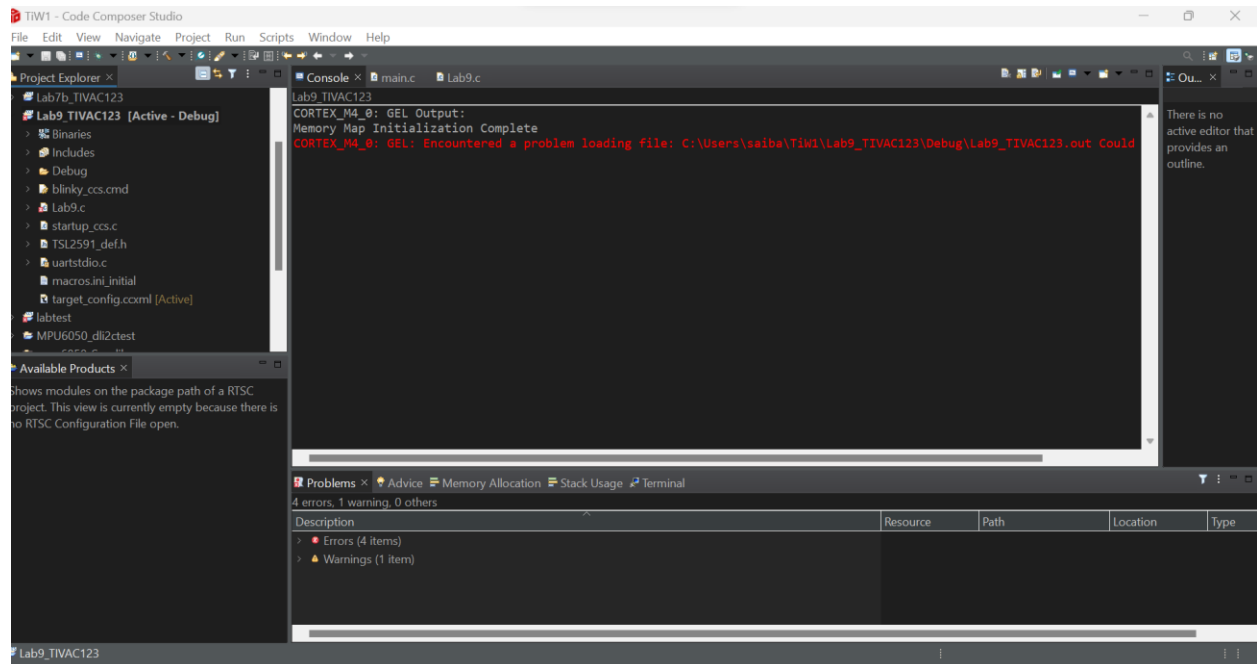 TiW1 - Code Composer Studio
File Edit View Navigate Project Run Scripts Window Help
Project Explorer
Lab7b_TIVAC123
Lab9_TIVAC123 [Active - Debug]
Binaries
Includes
Debug
blinky_ccs.cmd
Lab9.c
startup_ccs.c
TSL2591_def.h
uartstdio.c
macros.ini_initial
target_config.ccxml [Active]
labtest
MPU6050_dli2ctest
Available Products
Shows modules on the package path of a RTSC
project. This view is currently empty because there is
no RTSC Configuration File open.
Console main.c Lab9.c
Lab9_TIVAC123
CORTEX_M4_0: GEL Output:
Memory Map Initialization Complete
CORTEX_M4_0: GEL: Encountered a problem loading file: C:\Users\saiba\TiW1\Lab9_TIVAC123\Debug\Lab9_TIVAC123.out Could
Ou...
There is no
active editor that
provides an
outline.
Problems Advice Memory Allocation Stack Usage Terminal
4 errors, 1 warning, 0 others
Description Resource Path Location Type
Errors (4 items)
Warnings (1 item)
Lab9_TIVAC123